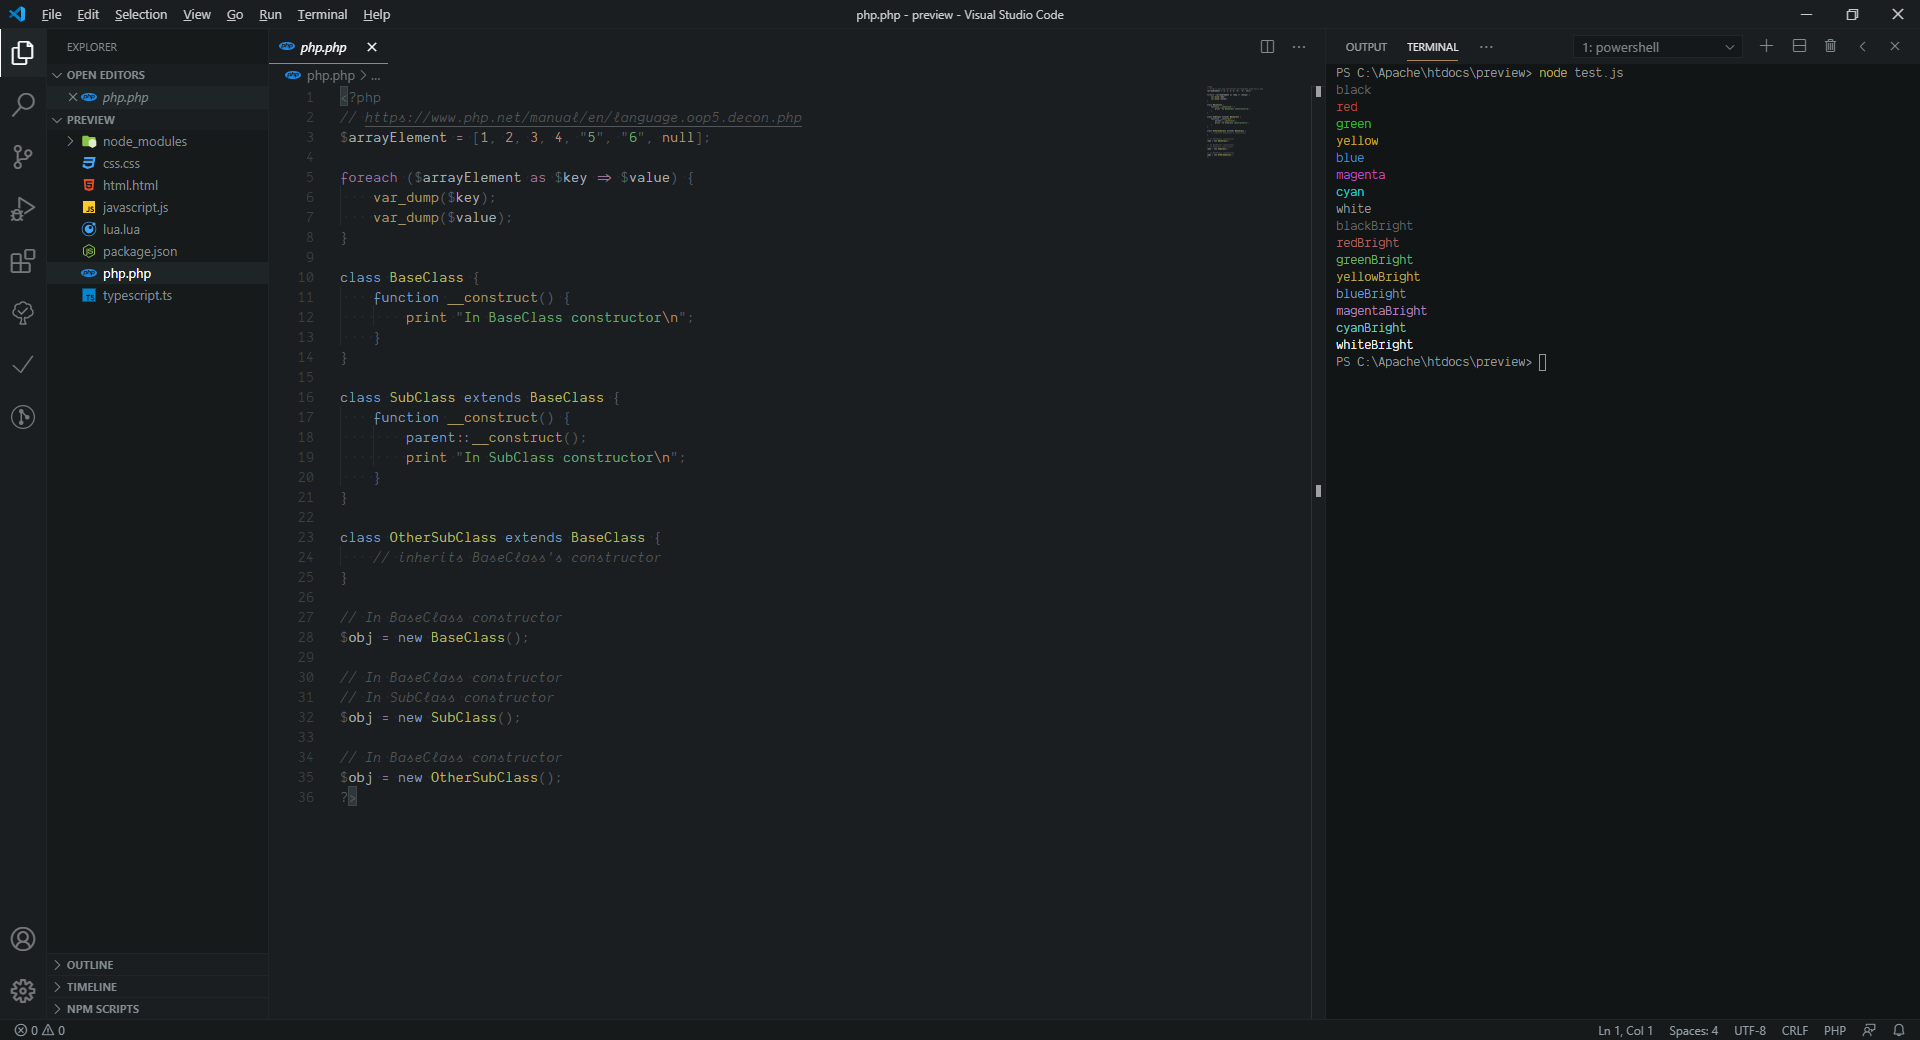 File Edit Selection View Go Run Terminal Help
php.php - preview - Visual Studio Code
EXPLORER
OPEN EDITORS
php.php
PREVIEW
node_modules
css.css
html.html
javascript.js
lua.lua
package.json
php.php
typescript.ts
OUTLINE
TIMELINE
NPM SCRIPTS
php.php
php.php > ...
1 <?php
2 // https://www.php.net/manual/en/language.oop5.decon.php
3 $arrayElement = [1, 2, 3, 4, "5", "6", null];
4
5 foreach ($arrayElement as $key => $value) {
6 var_dump($key);
7 var_dump($value);
8 }
9
10 class BaseClass {
11 function __construct() {
12 print "In BaseClass constructor\n";
13 }
14 }
15
16 class SubClass extends BaseClass {
17 function __construct() {
18 parent::__construct();
19 print "In SubClass constructor\n";
20 }
21 }
22
23 class OtherSubClass extends BaseClass {
24 // inherits BaseClass's constructor
25 }
26
27 // In BaseClass constructor
28 $obj = new BaseClass();
29
30 // In BaseClass constructor
31 // In SubClass constructor
32 $obj = new SubClass();
33
34 // In BaseClass constructor
35 $obj = new OtherSubClass();
36 ?>
OUTPUT TERMINAL ··· 1: powershell
PS C:\Apache\htdocs\preview> node test.js
black
red
green
yellow
blue
magenta
cyan
white
blackBright
redBright
greenBright
yellowBright
blueBright
magentaBright
cyanBright
whiteBright
PS C:\Apache\htdocs\preview>
0 0
Ln 1, Col 1 Spaces: 4 UTF-8 CRLF PHP